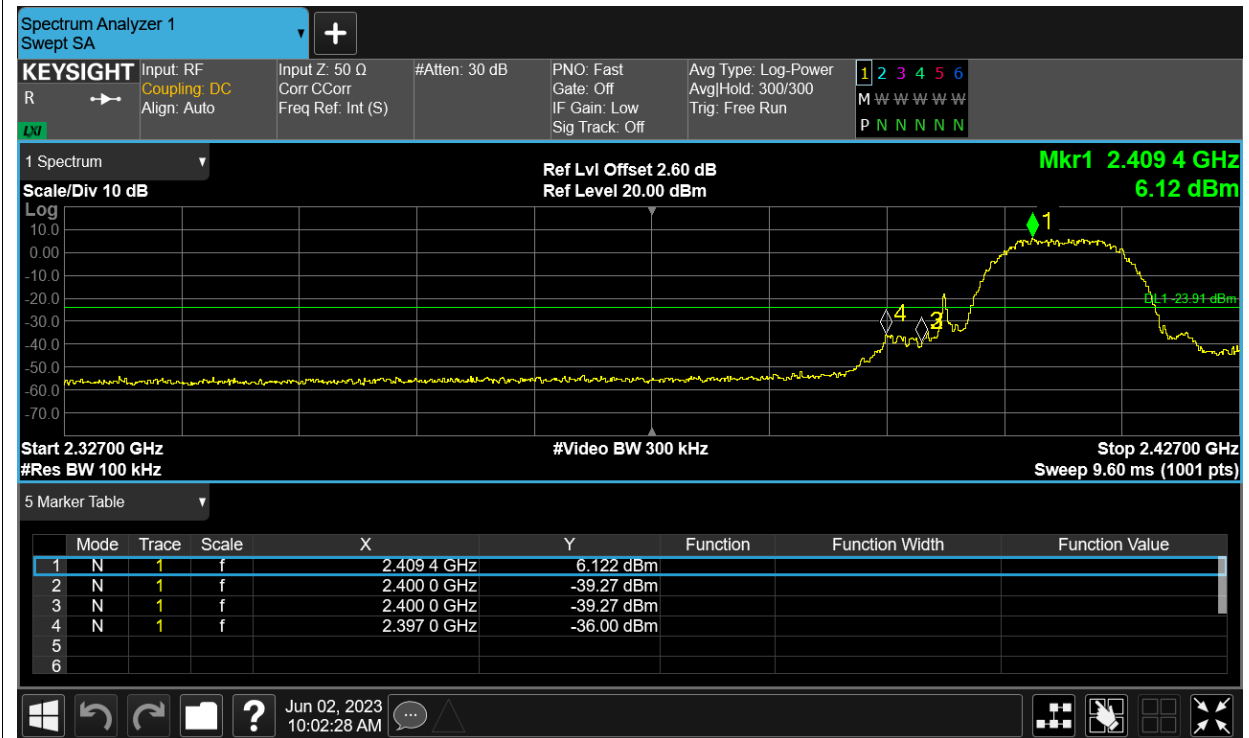 Spectrum Analyzer 1
Swept SA
+
KEYSIGHT
R
LXI
Input: RF
Coupling: DC
Align: Auto
Input Z: 50 Ω
Corr CCorr
Freq Ref: Int (S)
#Atten: 30 dB
PNO: Fast
Gate: Off
IF Gain: Low
Sig Track: Off
Avg Type: Log-Power
Avg|Hold: 300/300
Trig: Free Run
1 2 3 4 5 6
M W W W W W
P N N N N N
1 Spectrum
Scale/Div 10 dB
Ref Lvl Offset 2.60 dB
Ref Level 20.00 dBm
Mkr1 2.409 4 GHz
6.12 dBm
Log
10.0
0.00
-10.0
-20.0
-30.0
-40.0
-50.0
-60.0
-70.0
1
4
DL1 -23.91 dBm
Start 2.32700 GHz
#Res BW 100 kHz
#Video BW 300 kHz
Stop 2.42700 GHz
Sweep 9.60 ms (1001 pts)
5 Marker Table
Mode Trace Scale X Y Function Function Width Function Value
1 N 1 f 2.409 4 GHz 6.122 dBm
2 N 1 f 2.400 0 GHz -39.27 dBm
3 N 1 f 2.400 0 GHz -39.27 dBm
4 N 1 f 2.397 0 GHz -36.00 dBm
5
6
?
Jun 02, 2023
10:02:28 AM